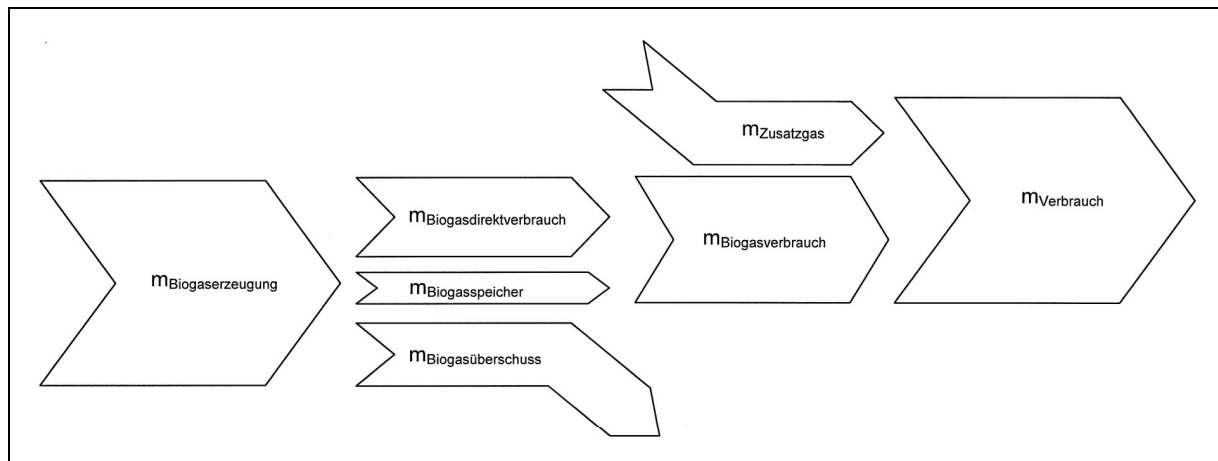 mBiogaserzeugung
mBiogasdirektverbrauch
mBiogasspeicher
mBiogasüberschuss
mZusatzgas
mBiogasverbrauch
mVerbrauch